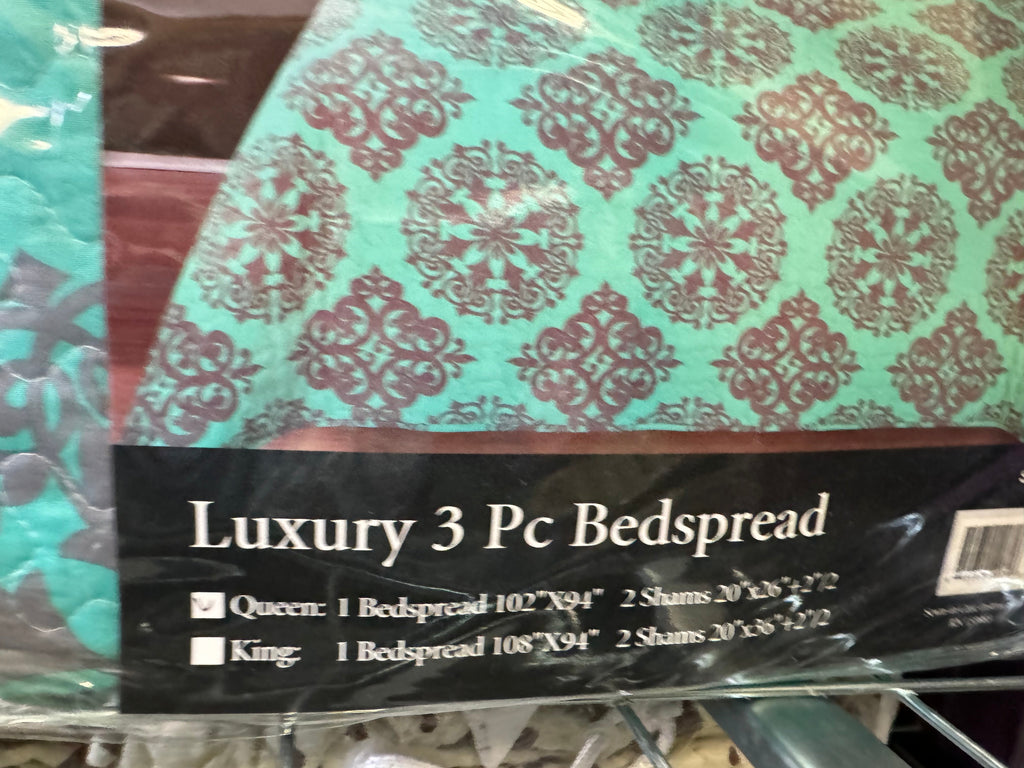 Luxury 3 Pc Bedspread
Queen: 1 Bedspread 102"X94" 2 Shams 20"x26"+2"/2
King: 1 Bedspread 108"X94" 2 Shams 20"x36"+2"/2